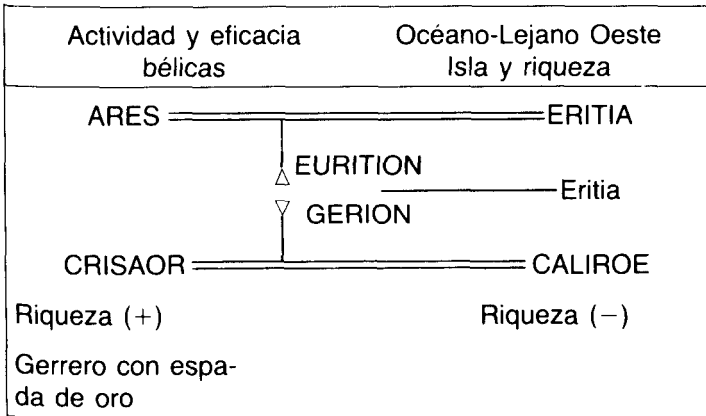 Actividad y eficacia
bélicas
Océano-Lejano Oeste
Isla y riqueza
ARES
ERITIA
EURITION
Eritia
GERION
CRISAOR
CALIROE
Riqueza (+)
Riqueza (−)
Gerrero con espa-
da de oro